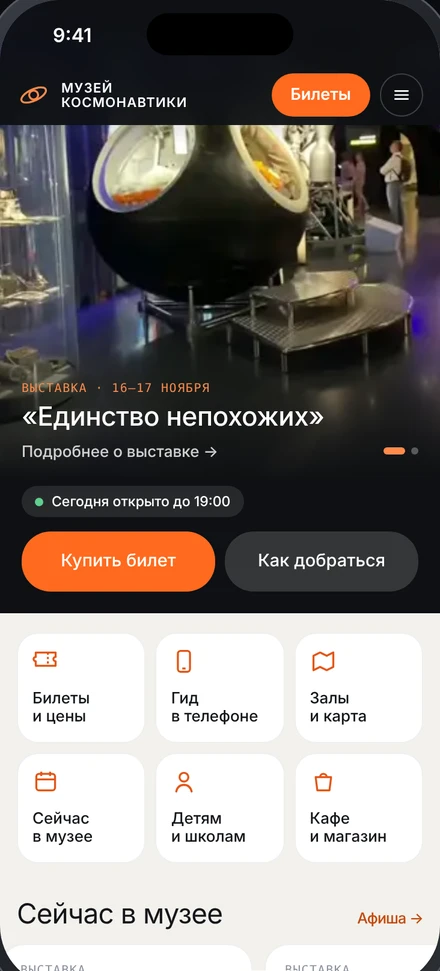 9:41
МУЗЕЙ
КОСМОНАВТИКИ
Билеты
ВЫСТАВКА · 16–17 НОЯБРЯ
«Единство непохожих»
Подробнее о выставке →
Сегодня открыто до 19:00
Купить билет
Как добраться
Билеты
и цены
Гид
в телефоне
Залы
и карта
Сейчас
в музее
Детям
и школам
Кафе
и магазин
Сейчас в музее
Афиша →
ВЫСТАВКА
ВЫСТАВКА